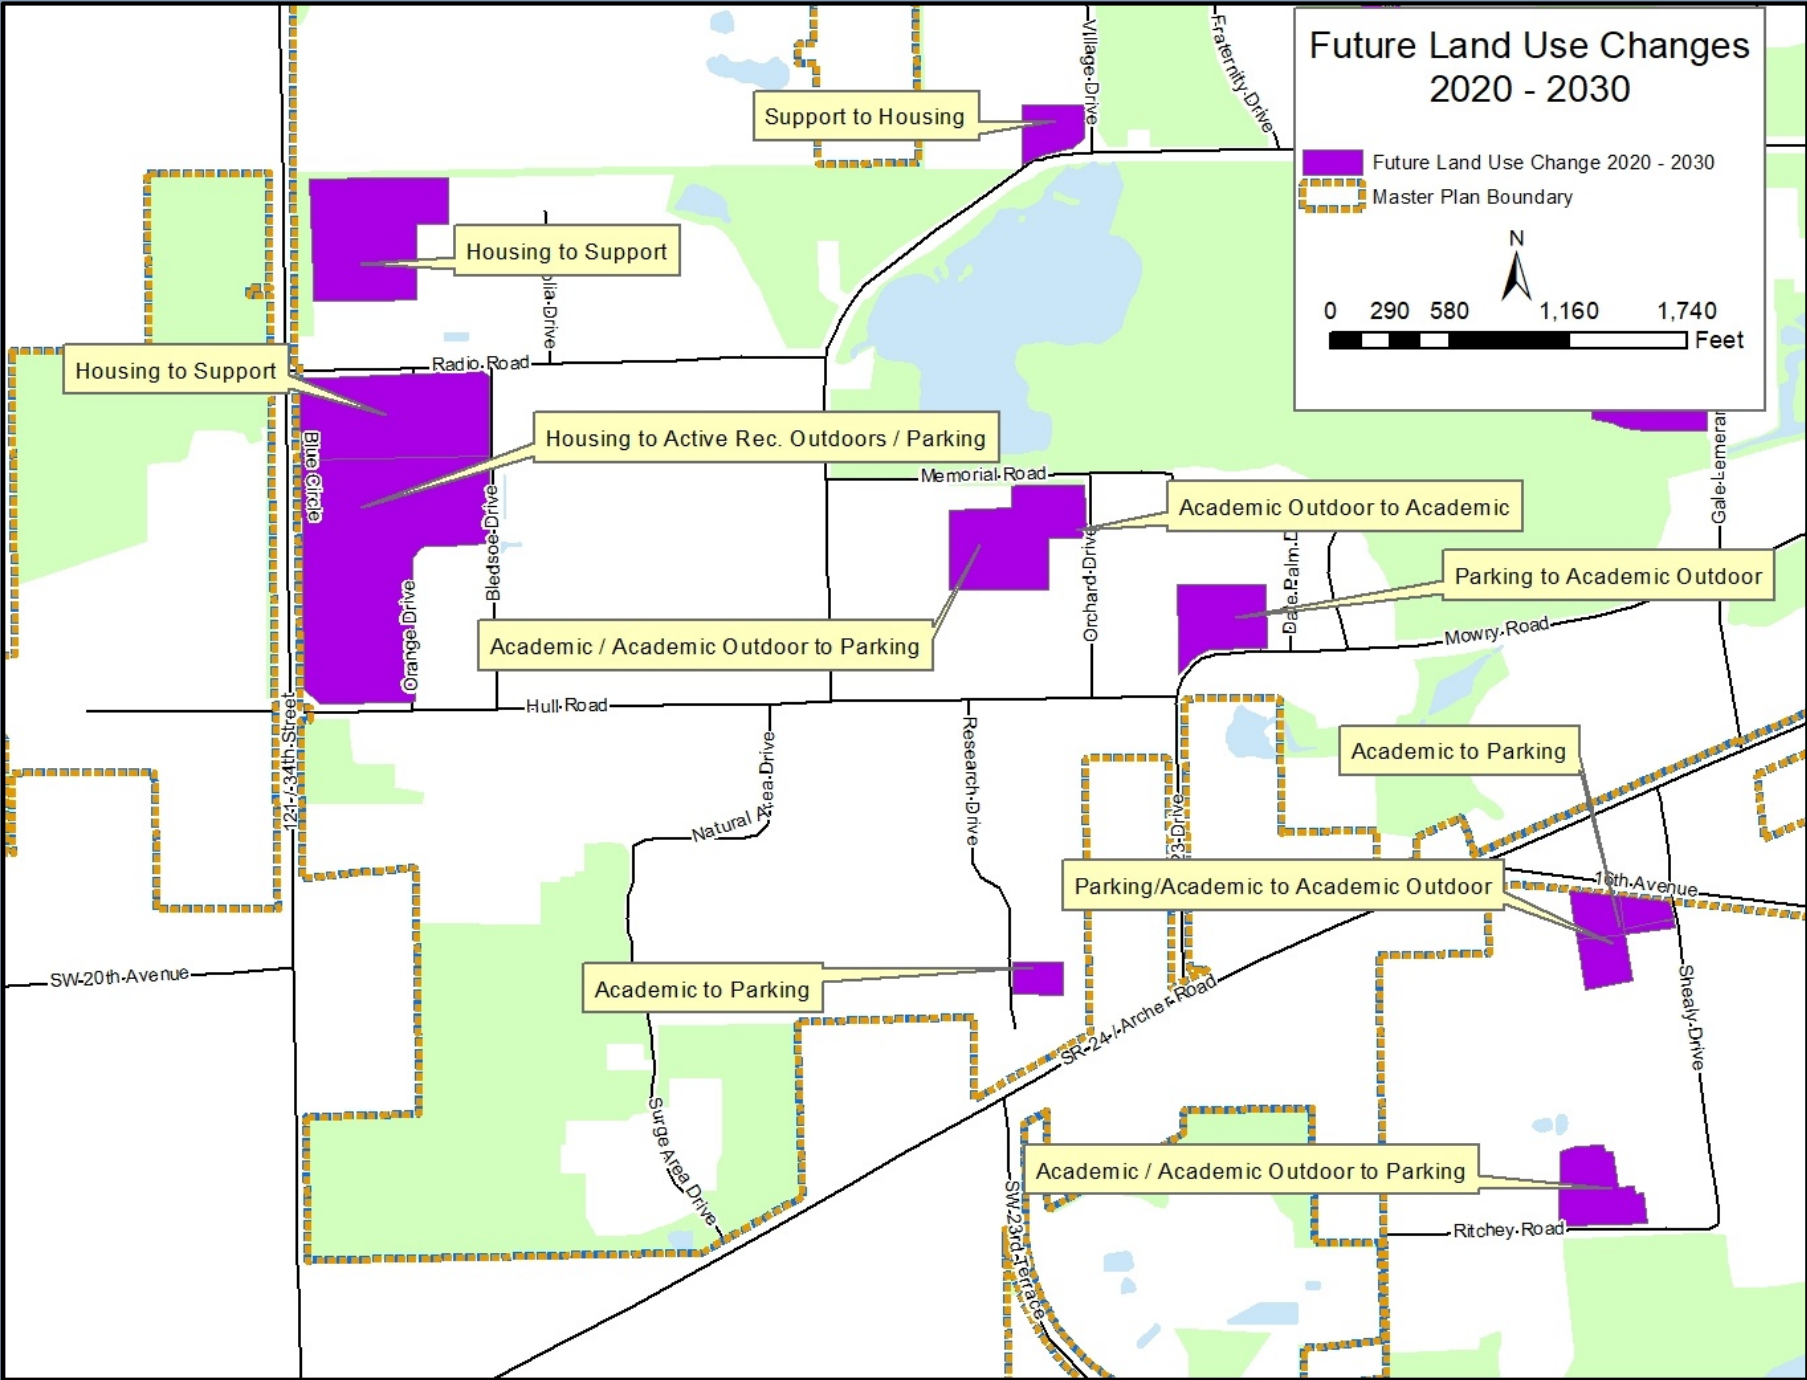 Future Land Use Changes
2020 - 2030
Future Land Use Change 2020 - 2030
Master Plan Boundary
N
0 290 580 1,160 1,740
Feet
Village Drive
Fraternity Drive
Support to Housing
Housing to Support
Drive
Radio Road
Housing to Support
Housing to Active Rec. Outdoors / Parking
Blue Circle
Memorial Road
Academic Outdoor to Academic
Bledsoe Drive
Orchard Drive
Parking to Academic Outdoor
Orange Drive
Academic / Academic Outdoor to Parking
Mowry Road
Hull Road
121 / 34th Street
Natural Area Drive
Research Drive
Academic to Parking
23 Drive
Parking/Academic to Academic Outdoor
16th Avenue
SW 20th Avenue
Academic to Parking
SR 24 / Archer Road
Shealy Drive
Surge Area Drive
SW 23rd Terrace
Academic / Academic Outdoor to Parking
Ritchey Road